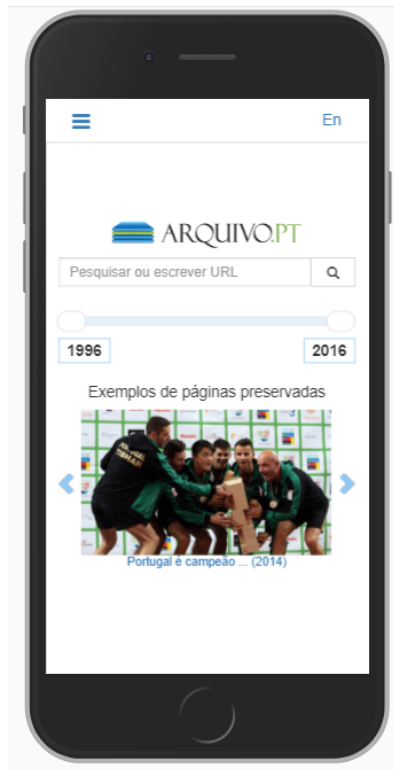 En
ARQUIVO.PT
Pesquisar ou escrever URL
1996 2016
Exemplos de páginas preservadas
Portugal é campeão ... (2014)